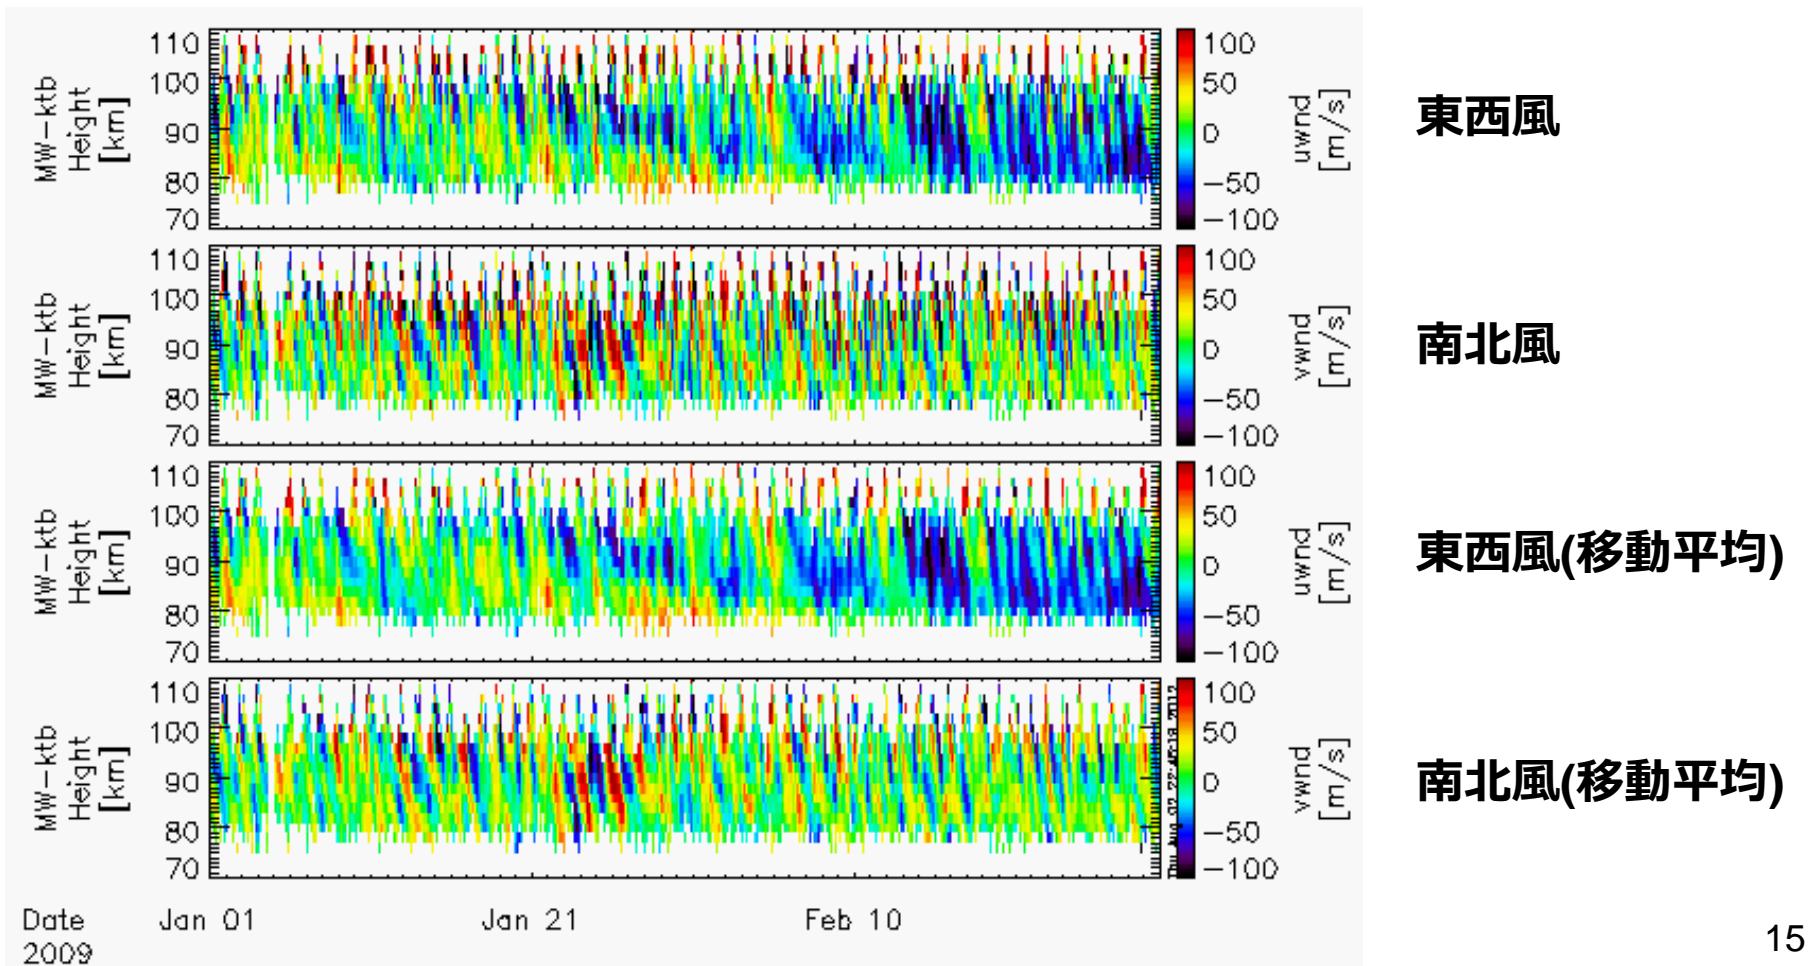 110
100
90
80
70
MW-ktb
Height
[km]
100
50
0
-50
-100
uwnd
[m/s]
東西風
110
100
90
80
70
MW-ktb
Height
[km]
100
50
0
-50
-100
vwnd
[m/s]
南北風
110
100
90
80
70
MW-ktb
Height
[km]
100
50
0
-50
-100
uwnd
[m/s]
東西風(移動平均)
110
100
90
80
70
MW-ktb
Height
[km]
100
50
0
-50
-100
vwnd
[m/s]
南北風(移動平均)
Date Jan 01 Jan 21 Feb 10
2009
15